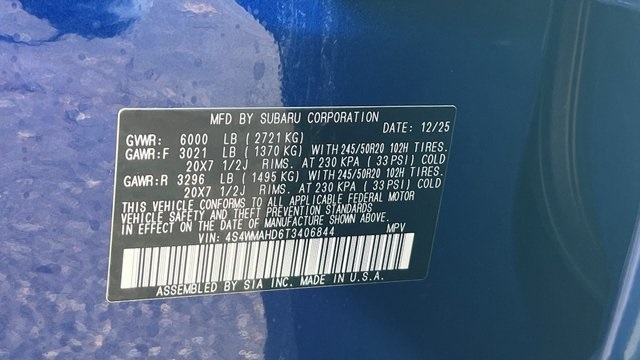 MFD BY SUBARU CORPORATION
GVWR: 6000 LB (2721 KG) DATE: 12/25
GAWR:F 3021 LB (1370 KG) WITH 245/50R20 102H TIRES.
20X7 1/2J RIMS. AT 230 KPA (33 PSI) COLD
GAWR:R 3296 LB (1495 KG) WITH 245/50R20 102H TIRES.
20X7 1/2J RIMS. AT 230 KPA (33 PSI) COLD
THIS VEHICLE CONFORMS TO ALL APPLICABLE FEDERAL MOTOR
VEHICLE SAFETY AND THEFT PREVENTION STANDARDS
IN EFFECT ON THE DATE OF MANUFACTURE SHOWN ABOVE.
VIN: 4S4WMAHD6T3406844 MPV
ASSEMBLED BY SIA INC. MADE IN U.S.A.